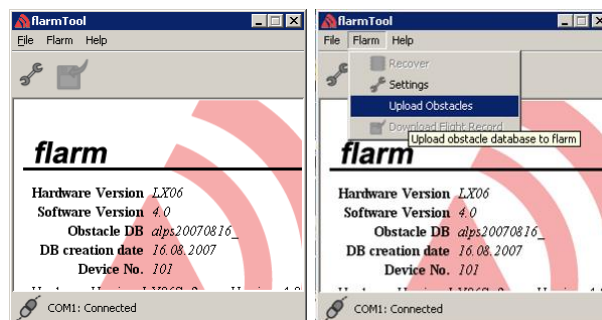 flarmTool
File Flarm Help
flarm
Hardware Version LX06
Software Version 4.0
Obstacle DB alps20070816_
DB creation date 16.08.2007
Device No. 101
COM1: Connected
flarmTool
File Flarm Help
Recover
Settings
Upload Obstacles
Download Flight Record
Upload obstacle database to flarm
flarm
Hardware Version LX06
Software Version 4.0
Obstacle DB alps20070816_
DB creation date 16.08.2007
Device No. 101
COM1: Connected